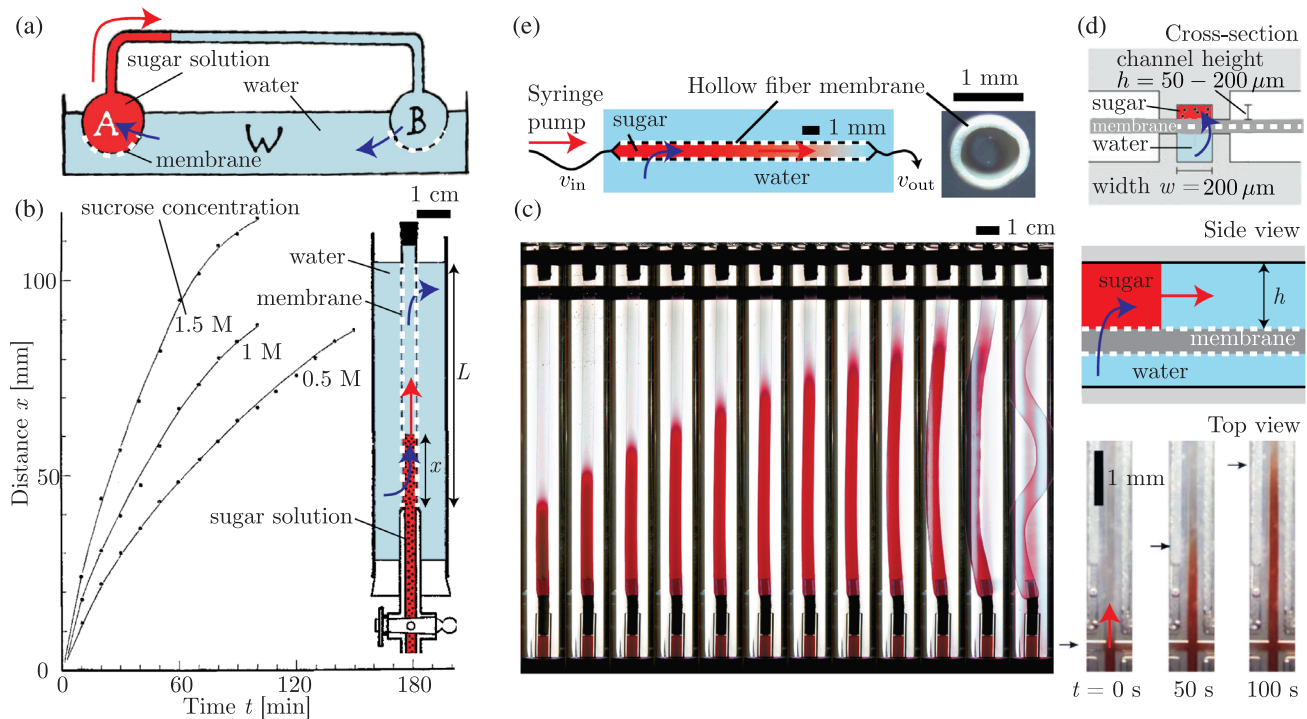 (a)
sugar solution
water
A
W
B
membrane
(b)
sucrose concentration
1.5 M
1 M
0.5 M
Distance x [mm]
100
50
0
0
60
120
180
Time t [min]
1 cm
water
membrane
L
x
sugar solution
(e)
Syringe
pump
Hollow fiber membrane
1 mm
sugar
1 mm
v_in
water
v_out
(c)
1 cm
(d)
Cross-section
channel height
h = 50 − 200 μm
sugar
membrane
water
width w = 200 μm
Side view
sugar
h
membrane
water
Top view
1 mm
t = 0 s
50 s
100 s